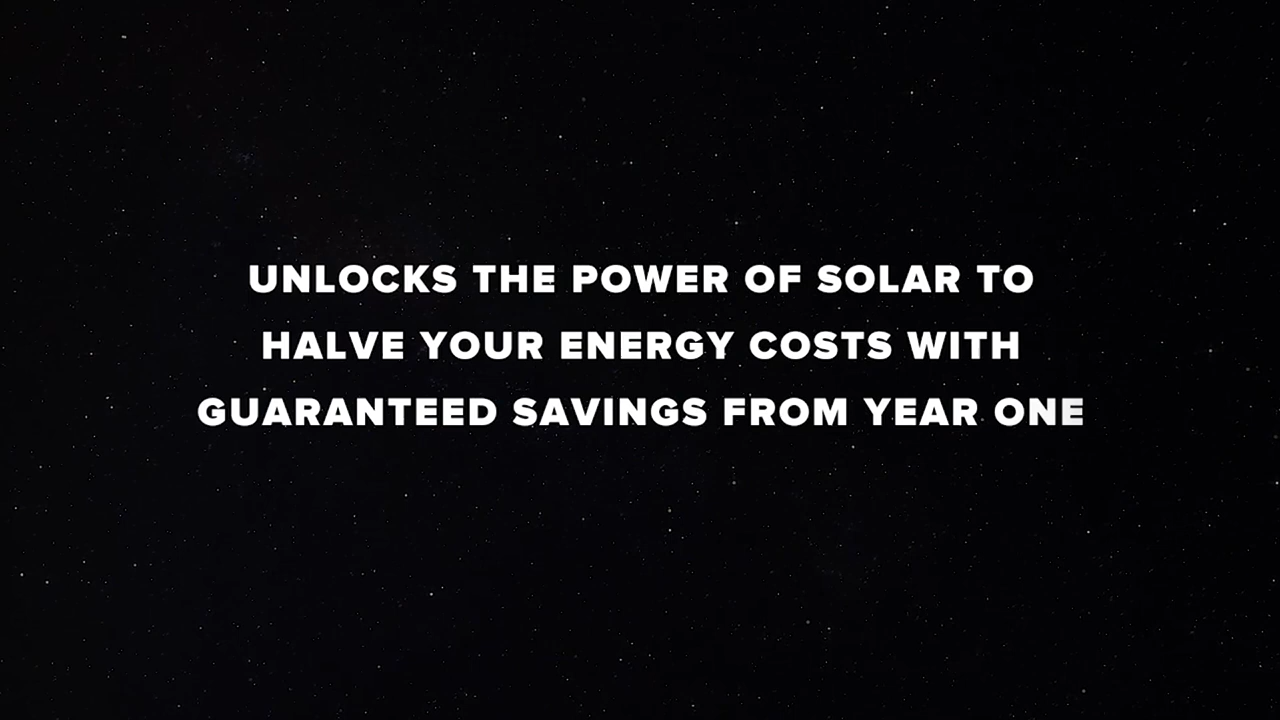 UNLOCKS THE POWER OF SOLAR TO
HALVE YOUR ENERGY COSTS WITH
GUARANTEED SAVINGS FROM YEAR ONE